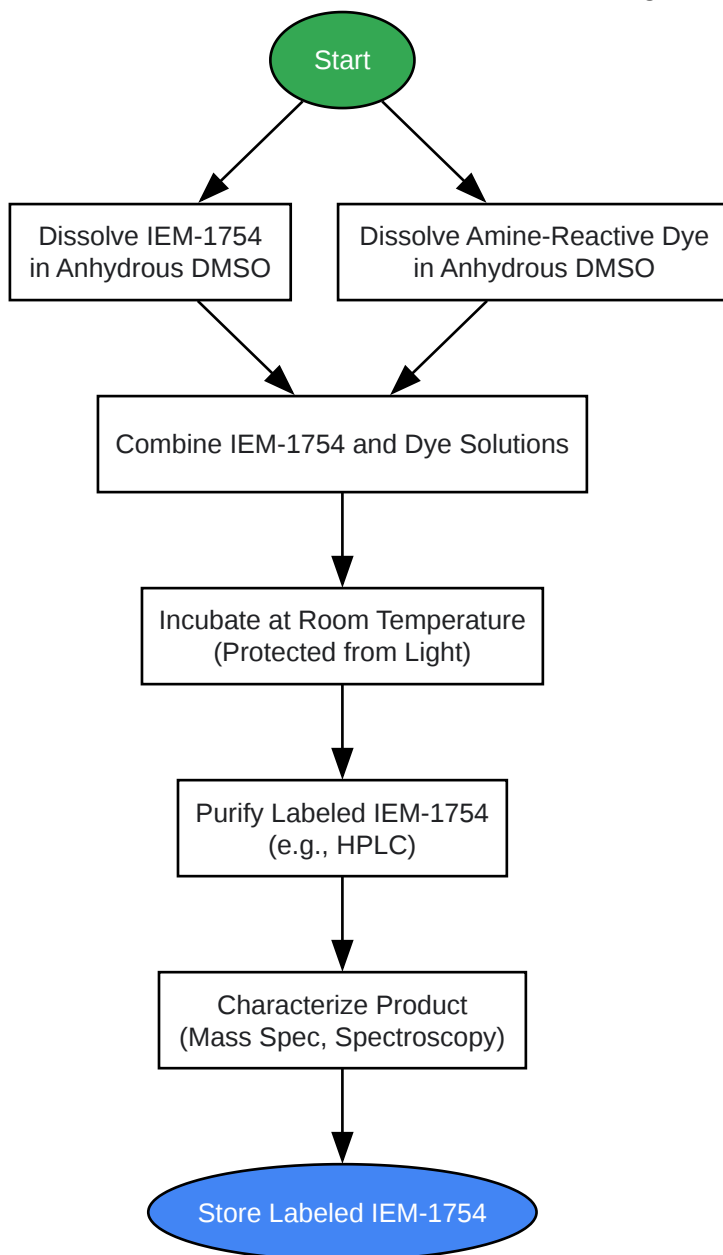 Start
Dissolve IEM-1754
in Anhydrous DMSO
Dissolve Amine-Reactive Dye
in Anhydrous DMSO
Combine IEM-1754 and Dye Solutions
Incubate at Room Temperature
(Protected from Light)
Purify Labeled IEM-1754
(e.g., HPLC)
Characterize Product
(Mass Spec, Spectroscopy)
Store Labeled IEM-1754